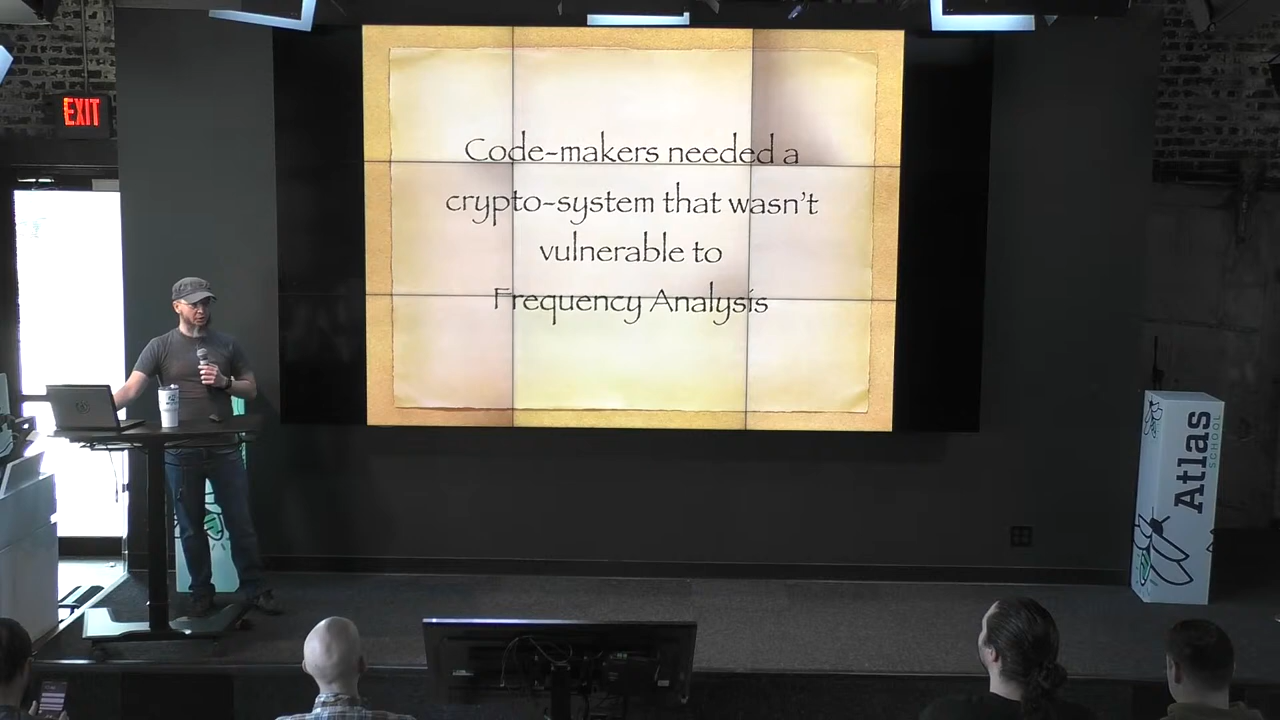 EXIT
Code-makers needed a
crypto-system that wasn't
vulnerable to
Frequency Analysis
Atlas
SCHOOL